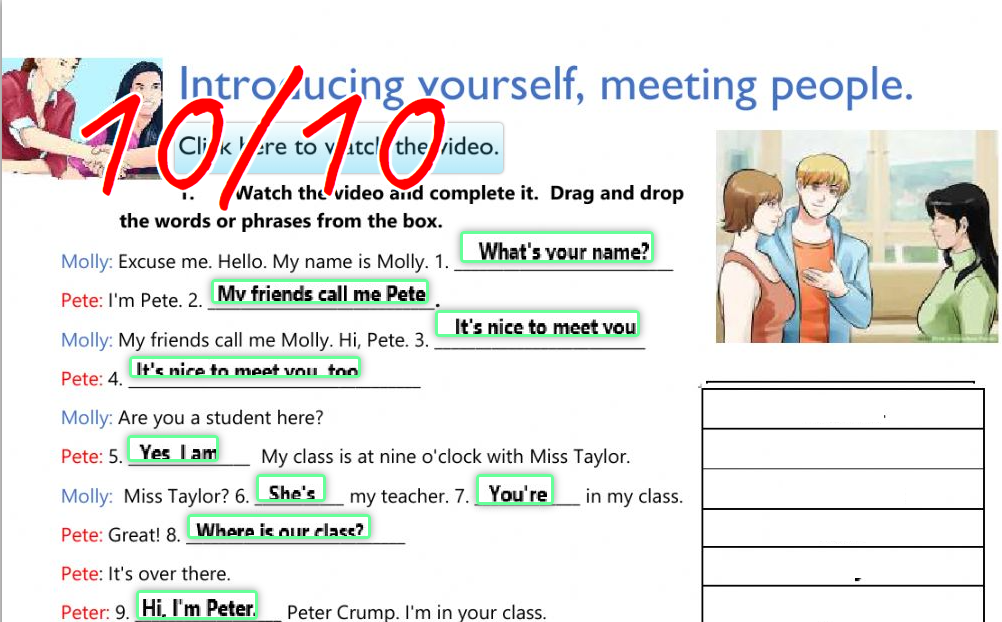 Introducing yourself, meeting people.
10/10
Click here to watch the video.
1. Watch the video and complete it. Drag and drop
the words or phrases from the box.
Molly: Excuse me. Hello. My name is Molly. 1. What's your name?
Pete: I'm Pete. 2. My friends call me Pete.
Molly: My friends call me Molly. Hi, Pete. 3. It's nice to meet you
Pete: 4. It's nice to meet you, too
Molly: Are you a student here?
Pete: 5. Yes, I am My class is at nine o'clock with Miss Taylor.
Molly: Miss Taylor? 6. She's my teacher. 7. You're in my class.
Pete: Great! 8. Where is our class?
Pete: It's over there.
Peter: 9. Hi, I'm Peter. Peter Crump. I'm in your class.